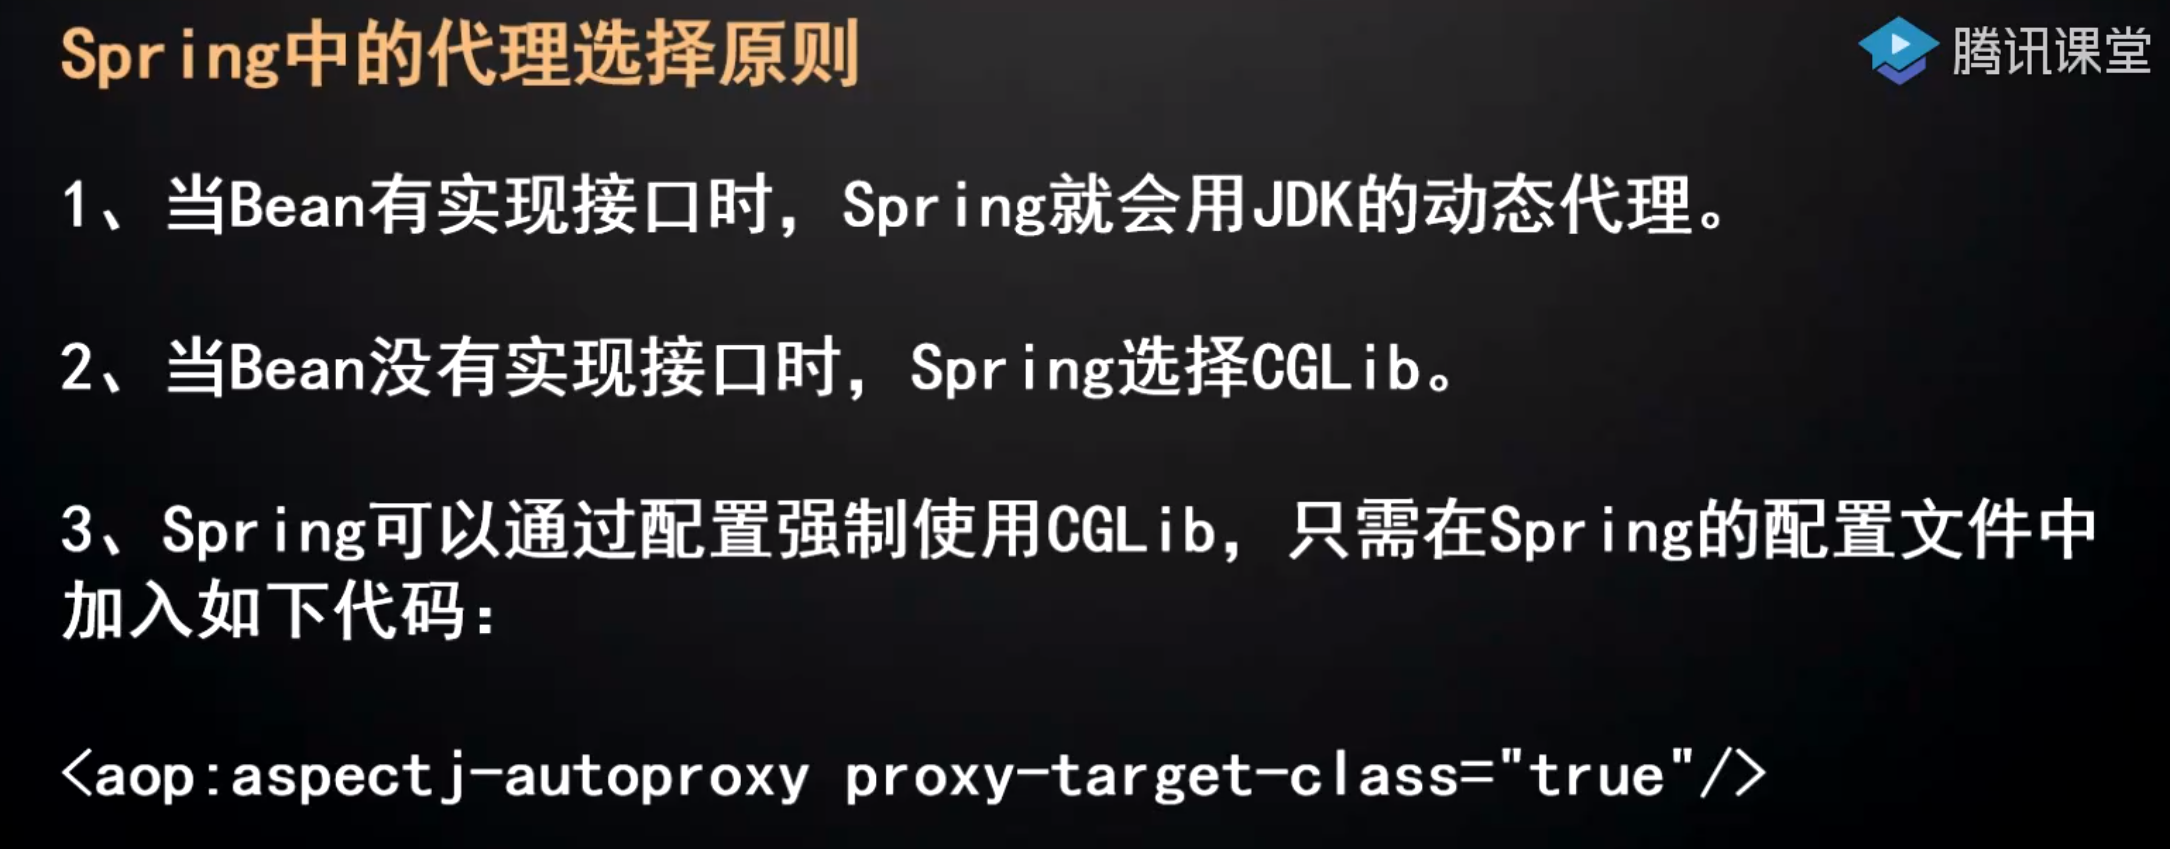 Spring中的代理选择原则
腾讯课堂
1、当Bean有实现接口时，Spring就会用JDK的动态代理。
2、当Bean没有实现接口时，Spring选择CGLib。
3、Spring可以通过配置强制使用CGLib，只需在Spring的配置文件中
加入如下代码：
<aop:aspectj-autoproxy proxy-target-class="true"/>